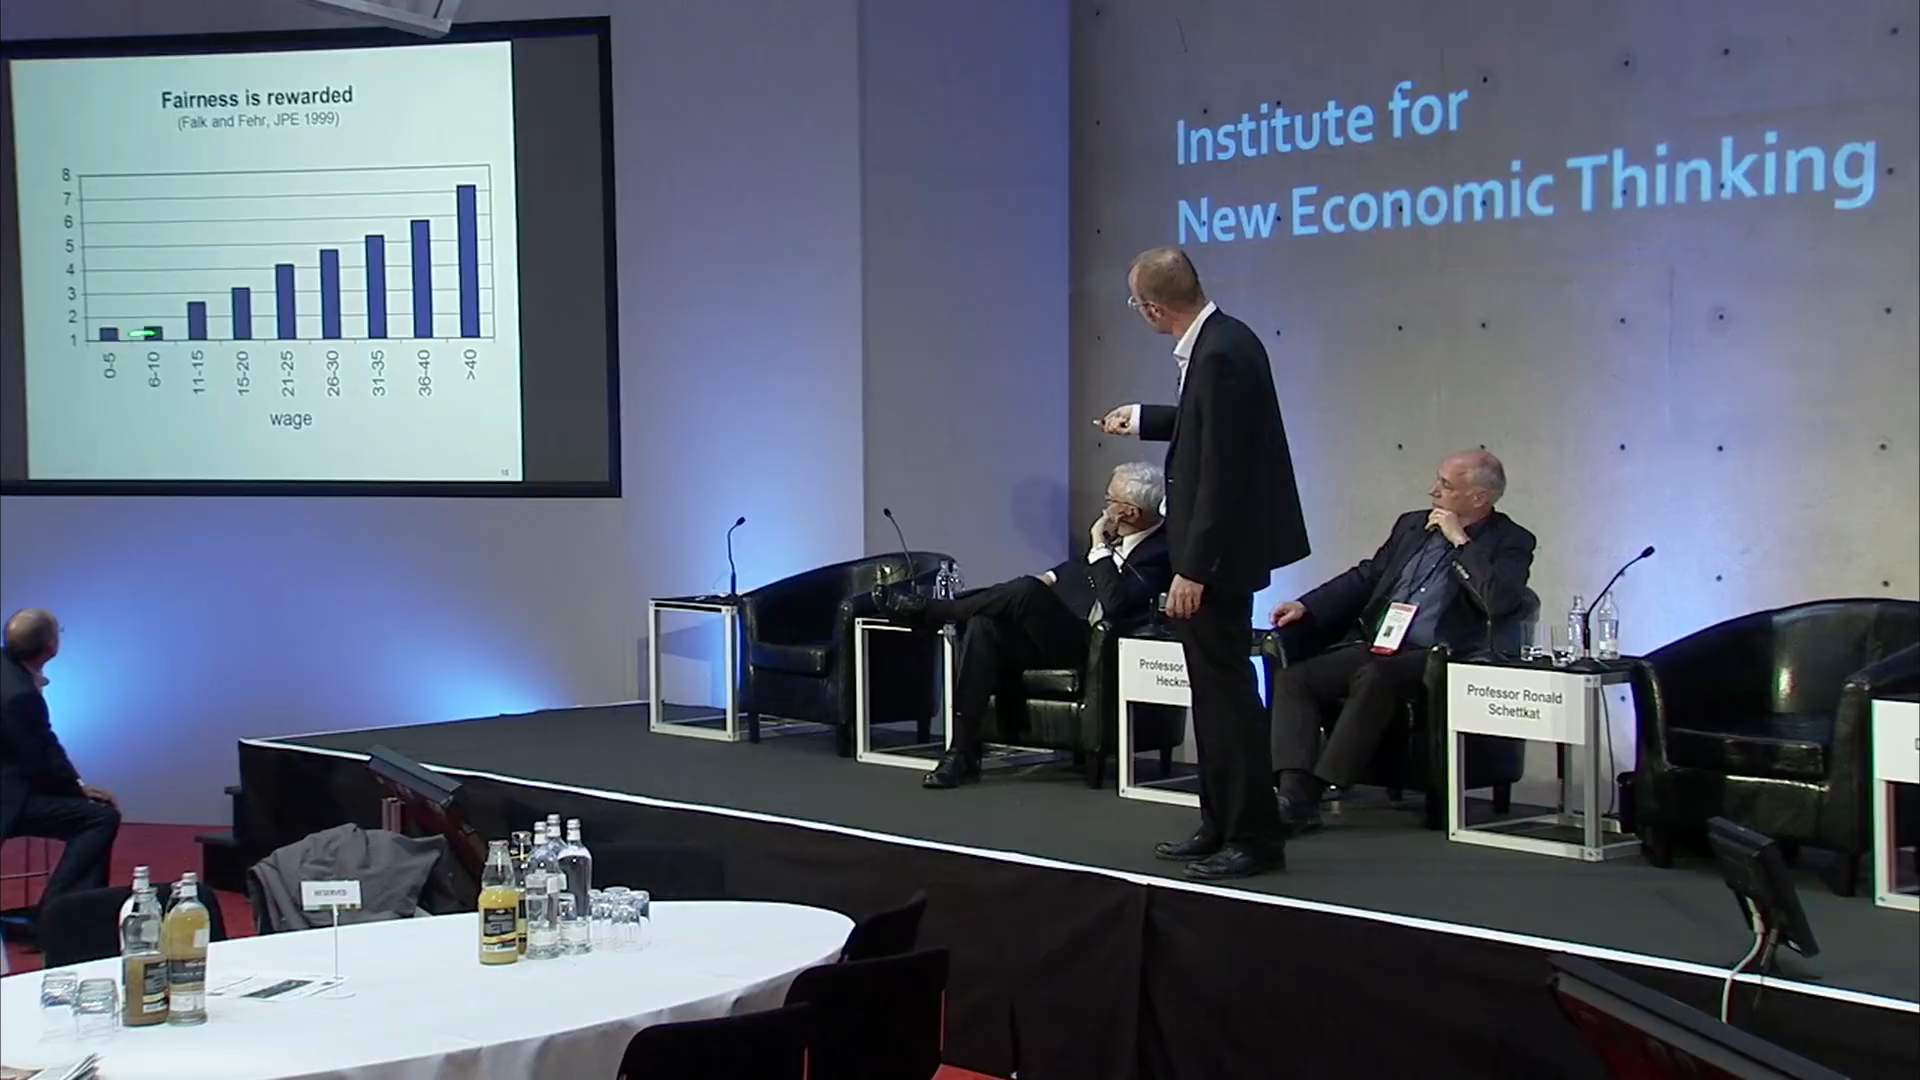 Fairness is rewarded
(Falk and Fehr, JPE 1999)
8
7
6
5
4
3
2
1
0-5
6-10
11-15
15-20
21-25
26-30
31-35
36-40
>40
wage
16
Institute for
New Economic Thinking
Professor
Heckm
Professor Ronald
Schettkat
RESERVED